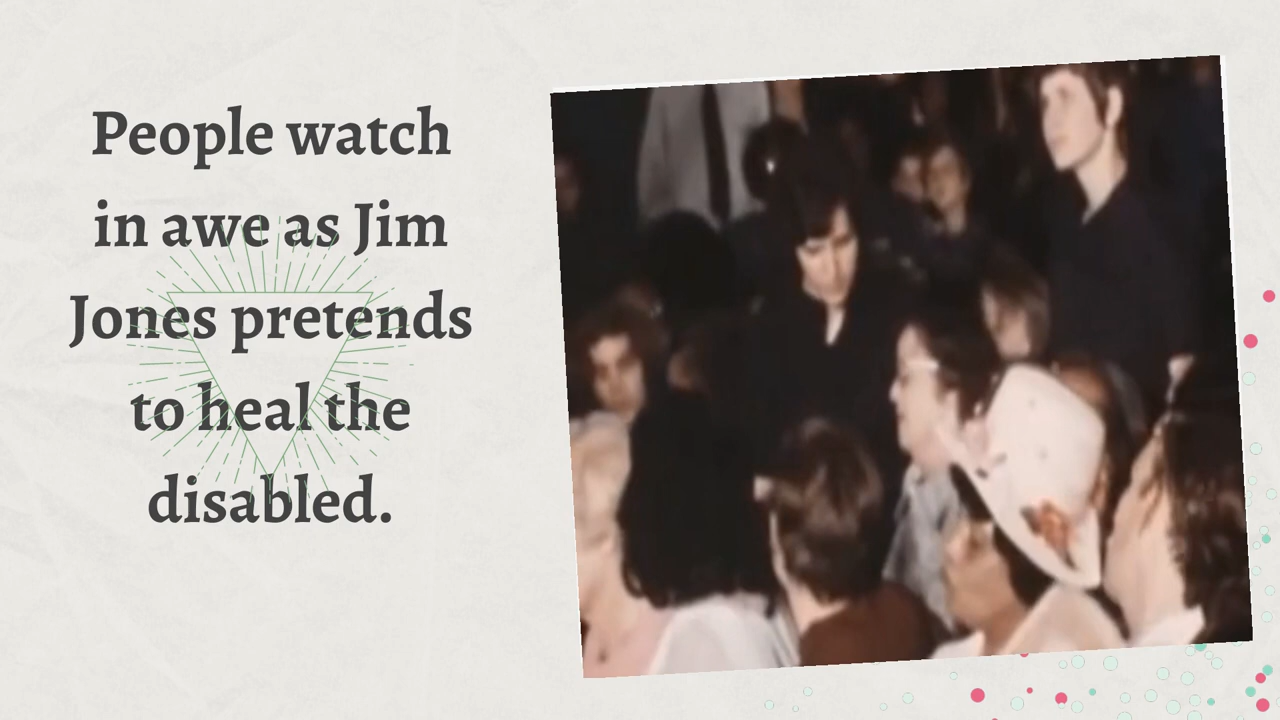 People watch
in awe as Jim
Jones pretends
to heal the
disabled.